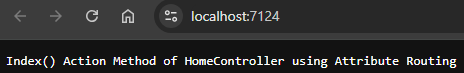 localhost:7124
Index() Action Method of HomeController using Attribute Routing